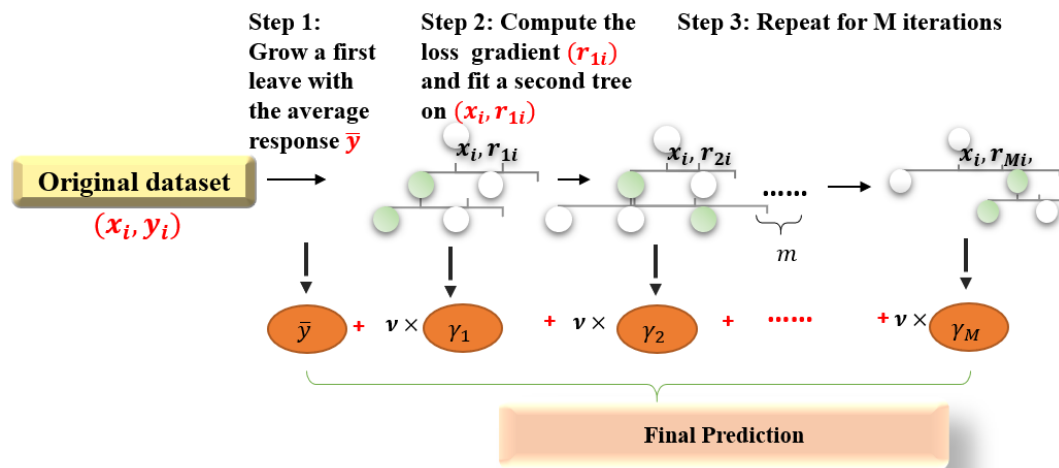 Step 1:
Grow a first
leave with
the average
response ȳ
Step 2: Compute the
loss gradient (r₁ᵢ)
and fit a second tree
on (xᵢ, r₁ᵢ)
Step 3: Repeat for M iterations
Original dataset
(xᵢ, yᵢ)
xᵢ, r₁ᵢ
xᵢ, r₂ᵢ
......
xᵢ, r_Mi,
m
ȳ + ν × γ₁ + ν × γ₂ + ...... + ν × γ_M
Final Prediction